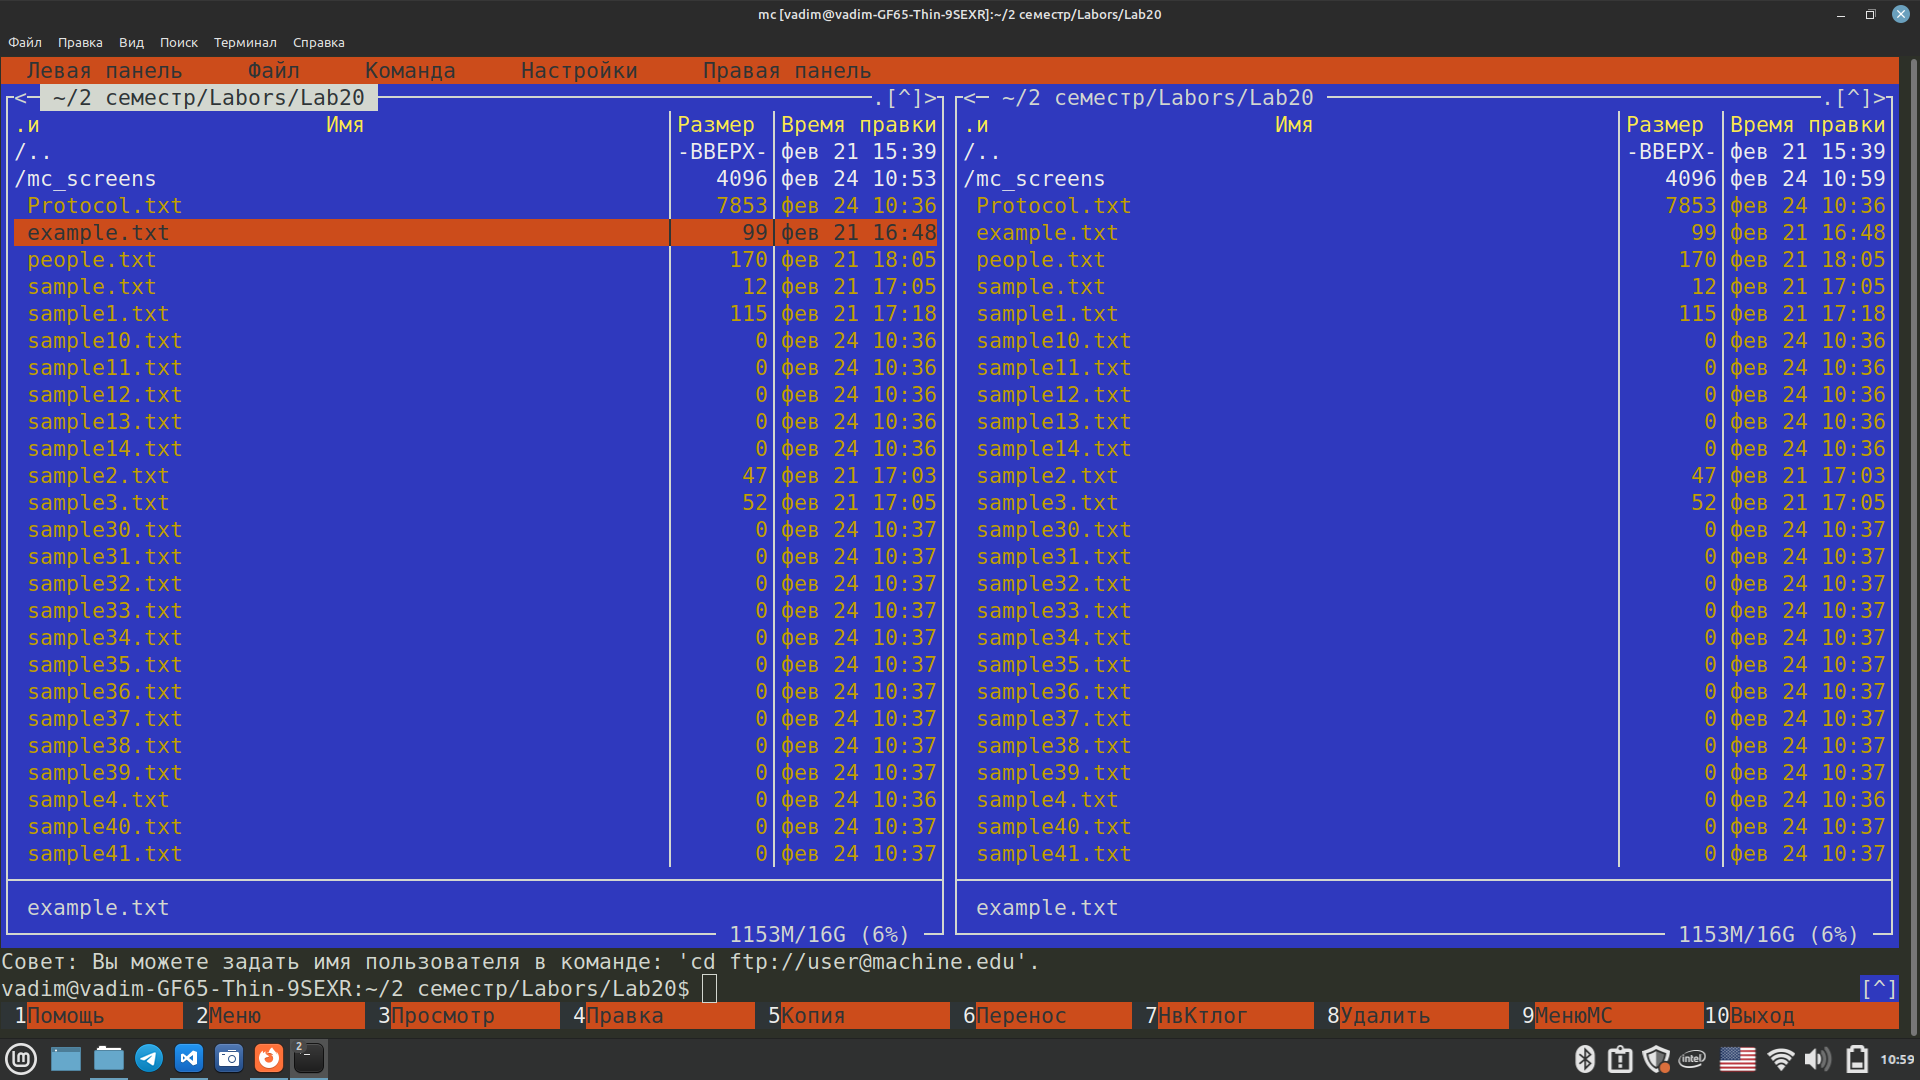 mc [vadim@vadim-GF65-Thin-9SEXR]:~/2 семестр/Labors/Lab20
Файл Правка Вид Поиск Терминал Справка
Левая панель Файл Команда Настройки Правая панель
<─ ~/2 семестр/Labors/Lab20 .[^]> <─ ~/2 семестр/Labors/Lab20 .[^]>
.и Имя Размер Время правки .и Имя Размер Время правки
/.. -ВВЕРХ- фев 21 15:39 /.. -ВВЕРХ- фев 21 15:39
/mc_screens 4096 фев 24 10:53 /mc_screens 4096 фев 24 10:59
Protocol.txt 7853 фев 24 10:36 Protocol.txt 7853 фев 24 10:36
example.txt 99 фев 21 16:48 example.txt 99 фев 21 16:48
people.txt 170 фев 21 18:05 people.txt 170 фев 21 18:05
sample.txt 12 фев 21 17:05 sample.txt 12 фев 21 17:05
sample1.txt 115 фев 21 17:18 sample1.txt 115 фев 21 17:18
sample10.txt 0 фев 24 10:36 sample10.txt 0 фев 24 10:36
sample11.txt 0 фев 24 10:36 sample11.txt 0 фев 24 10:36
sample12.txt 0 фев 24 10:36 sample12.txt 0 фев 24 10:36
sample13.txt 0 фев 24 10:36 sample13.txt 0 фев 24 10:36
sample14.txt 0 фев 24 10:36 sample14.txt 0 фев 24 10:36
sample2.txt 47 фев 21 17:03 sample2.txt 47 фев 21 17:03
sample3.txt 52 фев 21 17:05 sample3.txt 52 фев 21 17:05
sample30.txt 0 фев 24 10:37 sample30.txt 0 фев 24 10:37
sample31.txt 0 фев 24 10:37 sample31.txt 0 фев 24 10:37
sample32.txt 0 фев 24 10:37 sample32.txt 0 фев 24 10:37
sample33.txt 0 фев 24 10:37 sample33.txt 0 фев 24 10:37
sample34.txt 0 фев 24 10:37 sample34.txt 0 фев 24 10:37
sample35.txt 0 фев 24 10:37 sample35.txt 0 фев 24 10:37
sample36.txt 0 фев 24 10:37 sample36.txt 0 фев 24 10:37
sample37.txt 0 фев 24 10:37 sample37.txt 0 фев 24 10:37
sample38.txt 0 фев 24 10:37 sample38.txt 0 фев 24 10:37
sample39.txt 0 фев 24 10:37 sample39.txt 0 фев 24 10:37
sample4.txt 0 фев 24 10:36 sample4.txt 0 фев 24 10:36
sample40.txt 0 фев 24 10:37 sample40.txt 0 фев 24 10:37
sample41.txt 0 фев 24 10:37 sample41.txt 0 фев 24 10:37
example.txt example.txt
1153M/16G (6%) 1153M/16G (6%)
Совет: Вы можете задать имя пользователя в команде: 'cd ftp://user@machine.edu'.
vadim@vadim-GF65-Thin-9SEXR:~/2 семестр/Labors/Lab20$ [^]
1Помощь 2Меню 3Просмотр 4Правка 5Копия 6Перенос 7НвКтлог 8Удалить 9МенюMC 10Выход
2 intel 10:59